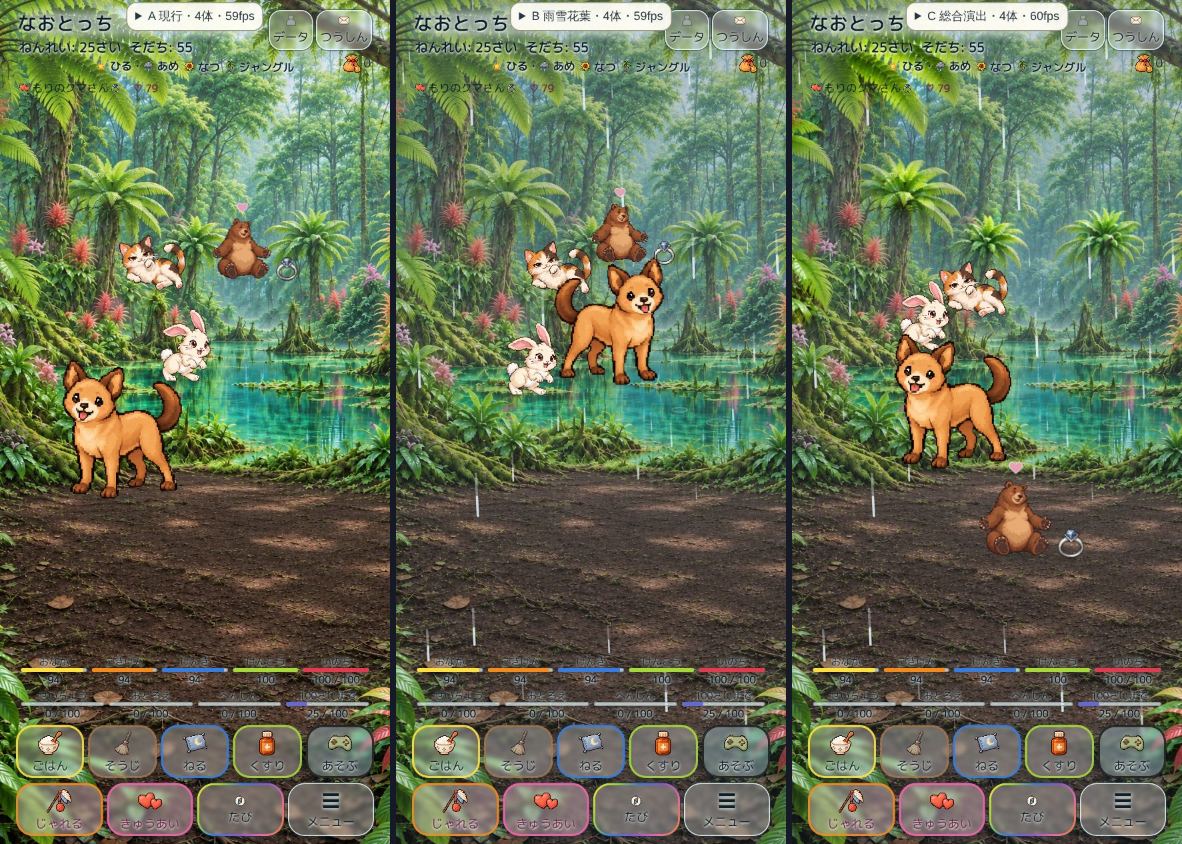 なおとっち
▶ A 現行・4体・59fps
データ
つうしん
ねんれい: 25さい そだち: 55
ひる・あめ なつ ジャングル
もりのクマさん
79
94
94
94
100
100/100
0 / 100
0 / 100
25 / 100
ごはん
そうじ
ねる
くすり
あそぶ
じゃれる
きゅうあい
たび
メニュー
なおとっち
▶ B 雨雪花葉・4体・59fps
データ
つうしん
ねんれい: 25さい そだち: 55
ひる・あめ なつ ジャングル
もりのクマさん
79
94
94
94
100
100/100
0 / 100
0 / 100
25 / 100
ごはん
そうじ
ねる
くすり
あそぶ
じゃれる
きゅうあい
たび
メニュー
なおとっち
▶ C 総合演出・4体・60fps
データ
つうしん
ねんれい: 25さい そだち: 55
ひる・あめ なつ ジャングル
もりのクマさん
79
94
94
94
100
100/100
0 / 100
0 / 100
25 / 100
ごはん
そうじ
ねる
くすり
あそぶ
じゃれる
きゅうあい
たび
メニュー